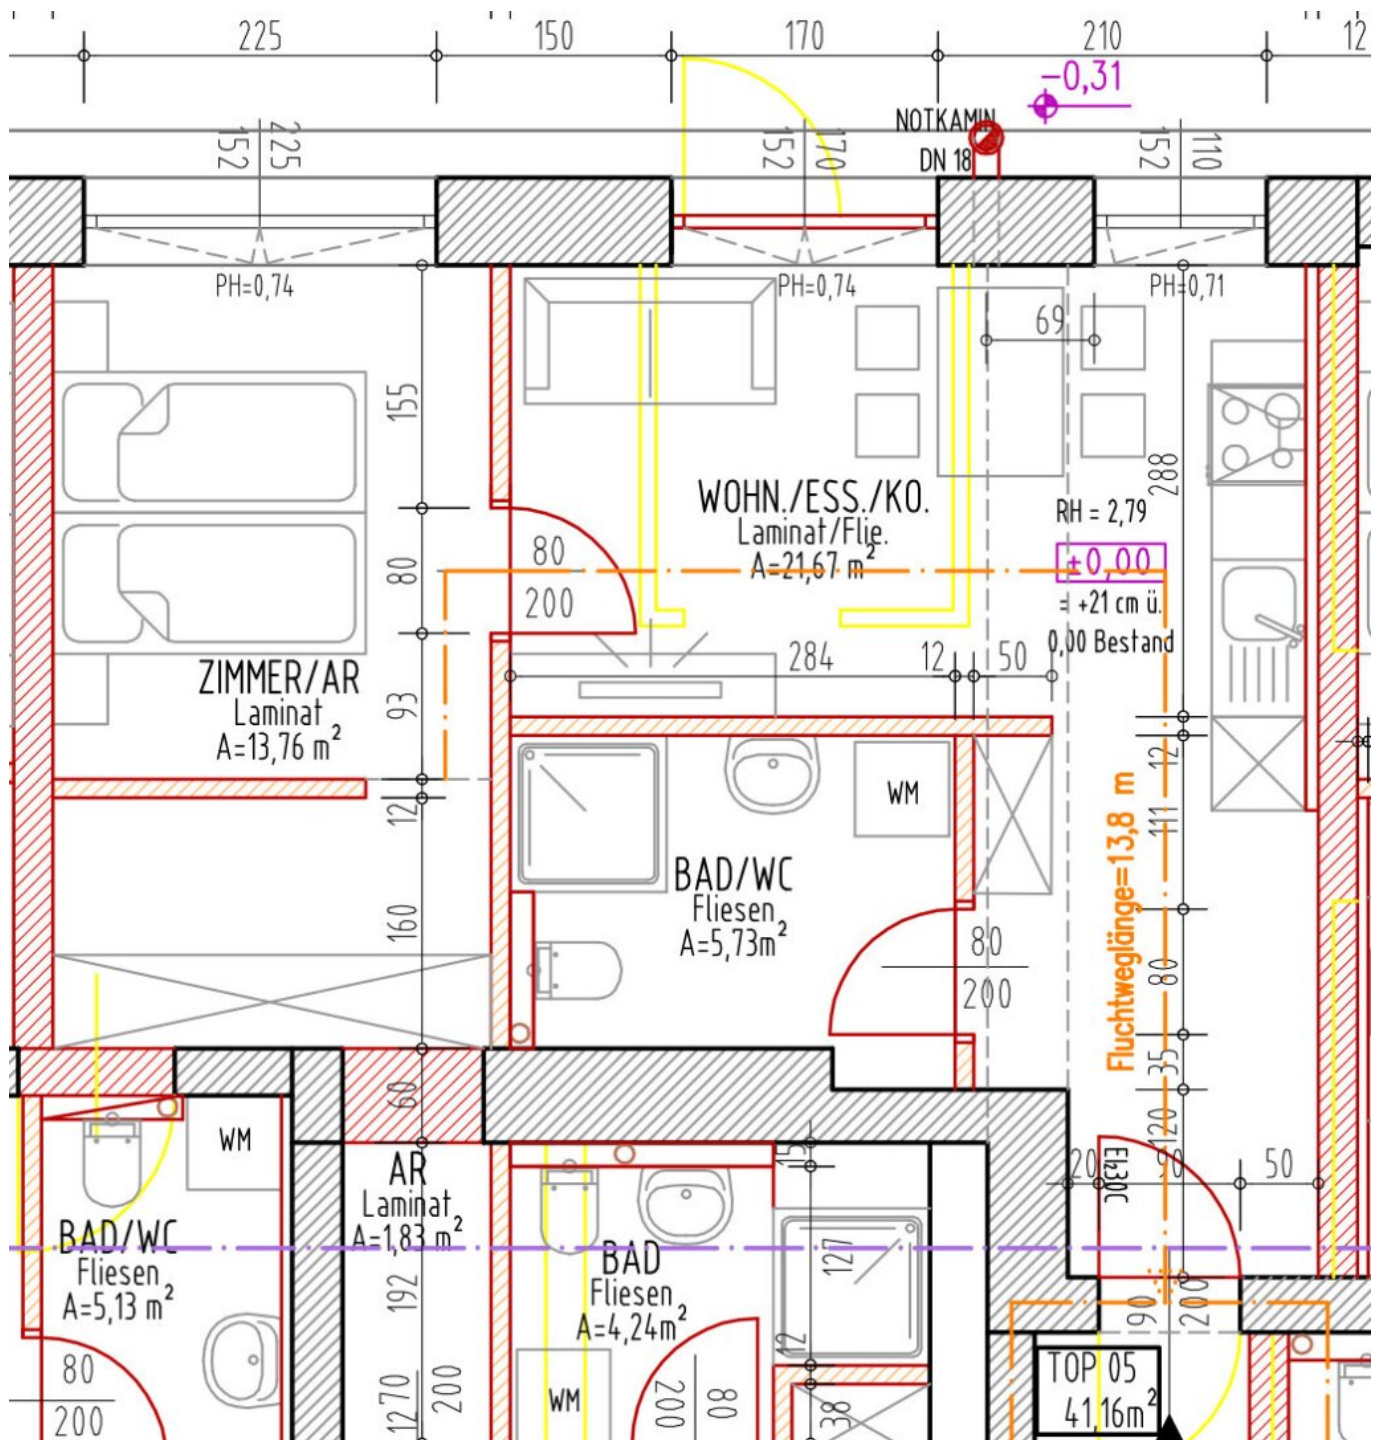 225
150
170
210
12
-0,31
NOTKAMIN
DN 18
152
225
152
170
152
110
PH=0,74
PH=0,74
PH=0,71
69
155
288
WOHN./ESS./KO.
Laminat/Flie.
A=21,67 m²
RH = 2,79
±0,00
= +21 cm ü.
0,00 Bestand
80
80
200
284
12
50
ZIMMER/AR
Laminat
A=13,76 m²
93
12
WM
12
111
Fluchtweglänge=13,8 m
BAD/WC
Fliesen
A=5,73m²
160
80
200
80
35
60
WM
AR
Laminat
A=1,83 m²
15
120
20
EI₂30C
90
50
BAD/WC
Fliesen
A=5,13 m²
192
BAD
Fliesen
A=4,24m²
127
90
200
12
80
200
1270
200
WM
200
80
38
TOP 05
41,16m²